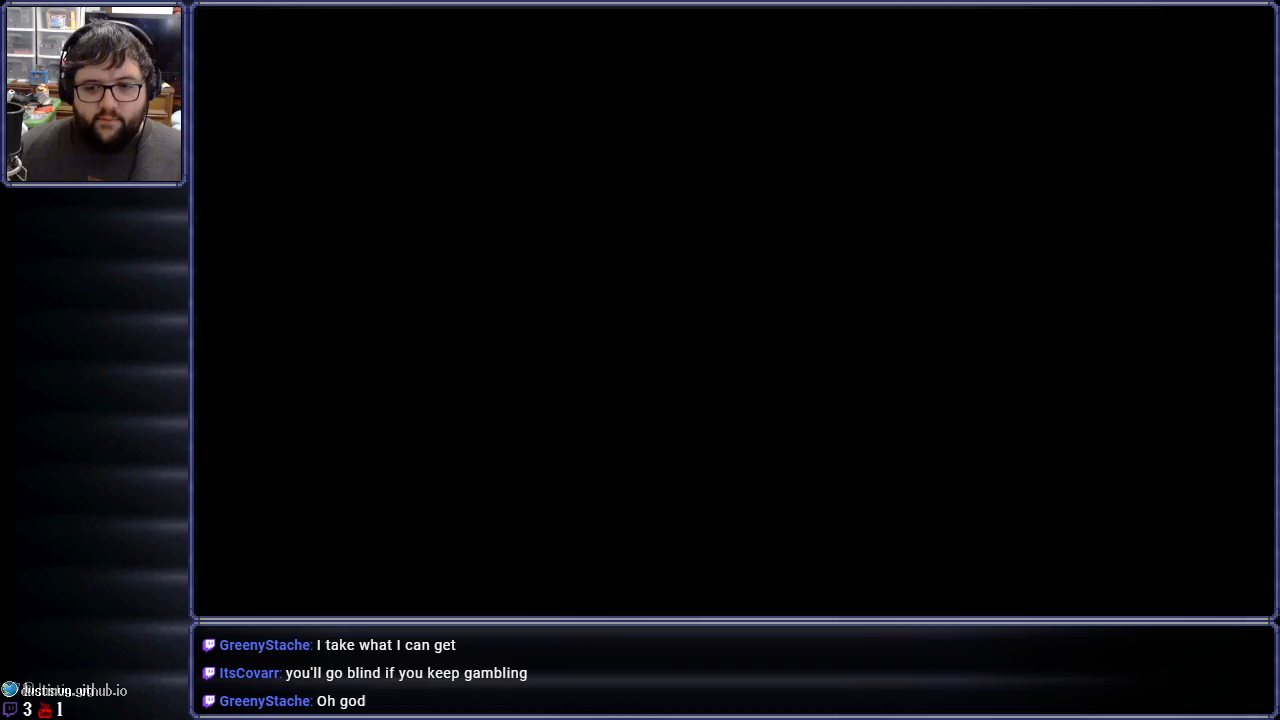 GreenyStache: I take what I can get
ItsCovarr: you'll go blind if you keep gambling
GreenyStache: Oh god
3 1